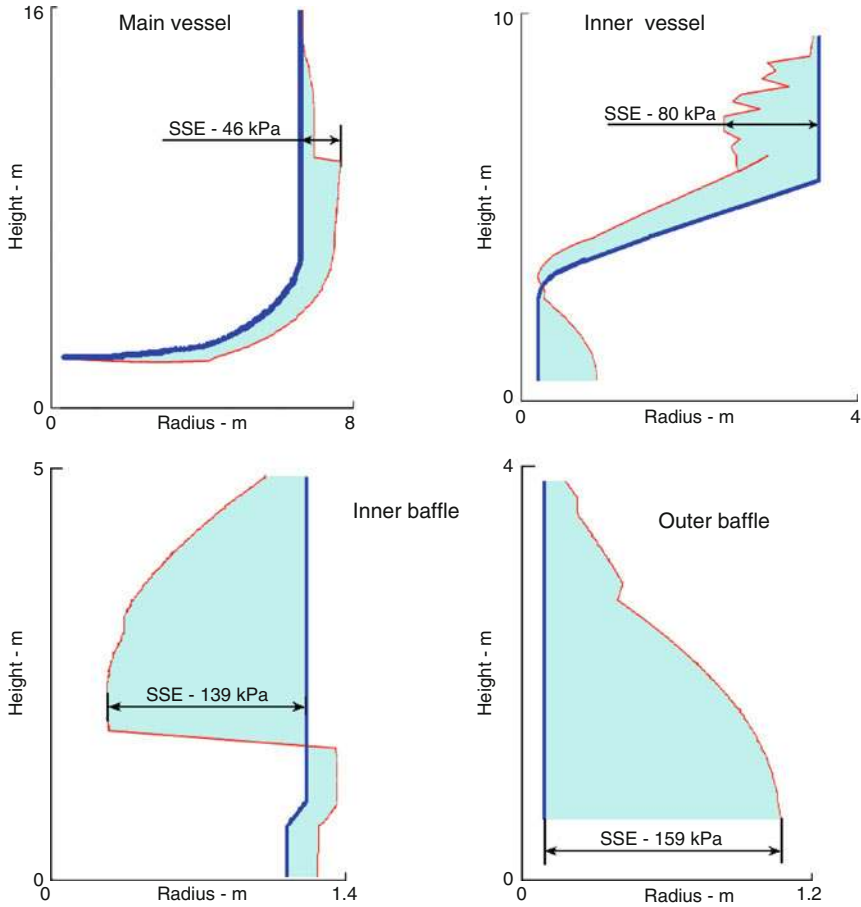 16
Main vessel
SSE - 46 kPa
Height - m
0
0
Radius - m
8
10
Inner vessel
SSE - 80 kPa
Height - m
0
0
Radius - m
4
5
Inner baffle
SSE - 139 kPa
Height - m
0
0
Radius - m
1.4
4
Outer baffle
Height - m
SSE - 159 kPa
0
0
Radius - m
1.2